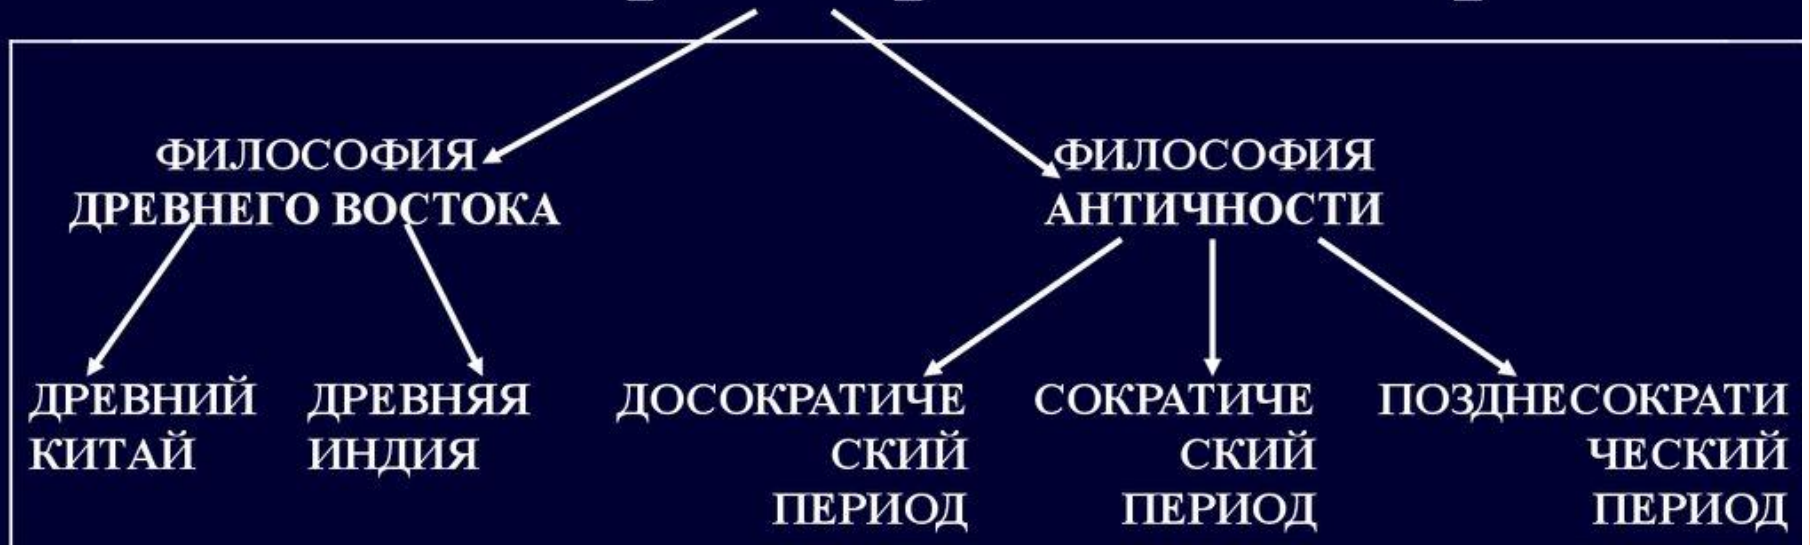 ФИЛОСОФИЯ
ДРЕВНЕГО ВОСТОКА
ФИЛОСОФИЯ
АНТИЧНОСТИ
ДРЕВНИЙ
КИТАЙ
ДРЕВНЯЯ
ИНДИЯ
ДОСОКРАТИЧЕ
СКИЙ
ПЕРИОД
СОКРАТИЧЕ
СКИЙ
ПЕРИОД
ПОЗДНЕСОКРАТИ
ЧЕСКИЙ
ПЕРИОД